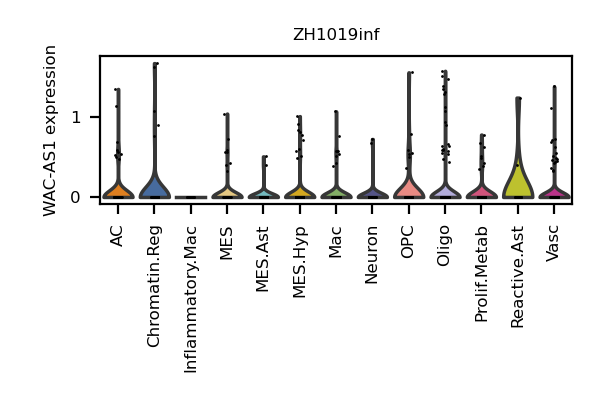 ZH1019inf
WAC-AS1 expression
1
0
AC
Chromatin.Reg
Inflammatory.Mac
MES
MES.Ast
MES.Hyp
Mac
Neuron
OPC
Oligo
Prolif.Metab
Reactive.Ast
Vasc